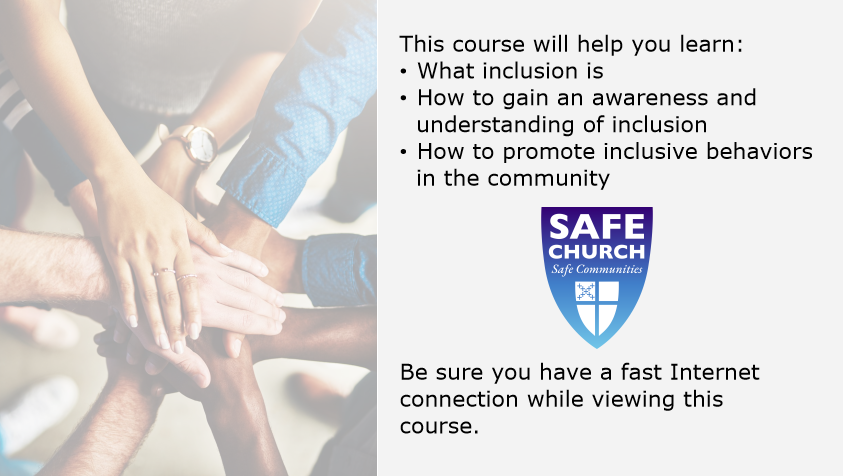 This course will help you learn:
• What inclusion is
• How to gain an awareness and
understanding of inclusion
• How to promote inclusive behaviors
in the community
SAFE
CHURCH
Safe Communities
Be sure you have a fast Internet
connection while viewing this
course.